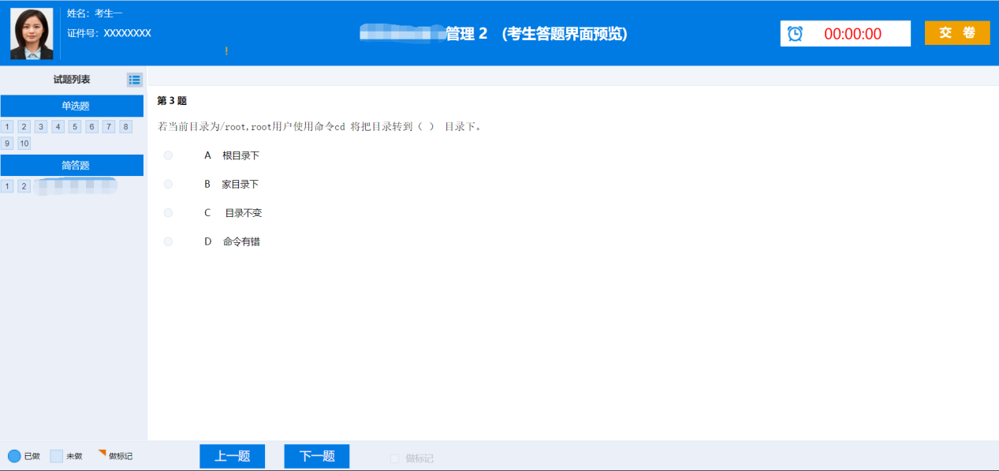 姓名：考生一
证件号：XXXXXXXX
!
管理 2 (考生答题界面预览)
00:00:00
交 卷
试题列表
单选题
1 2 3 4 5 6 7 8
9 10
简答题
1 2
第 3 题
若当前目录为/root,root用户使用命令cd 将把目录转到（ ） 目录下。
A 根目录下
B 家目录下
C 目录不变
D 命令有错
已做 未做 做标记
上一题 下一题
做标记